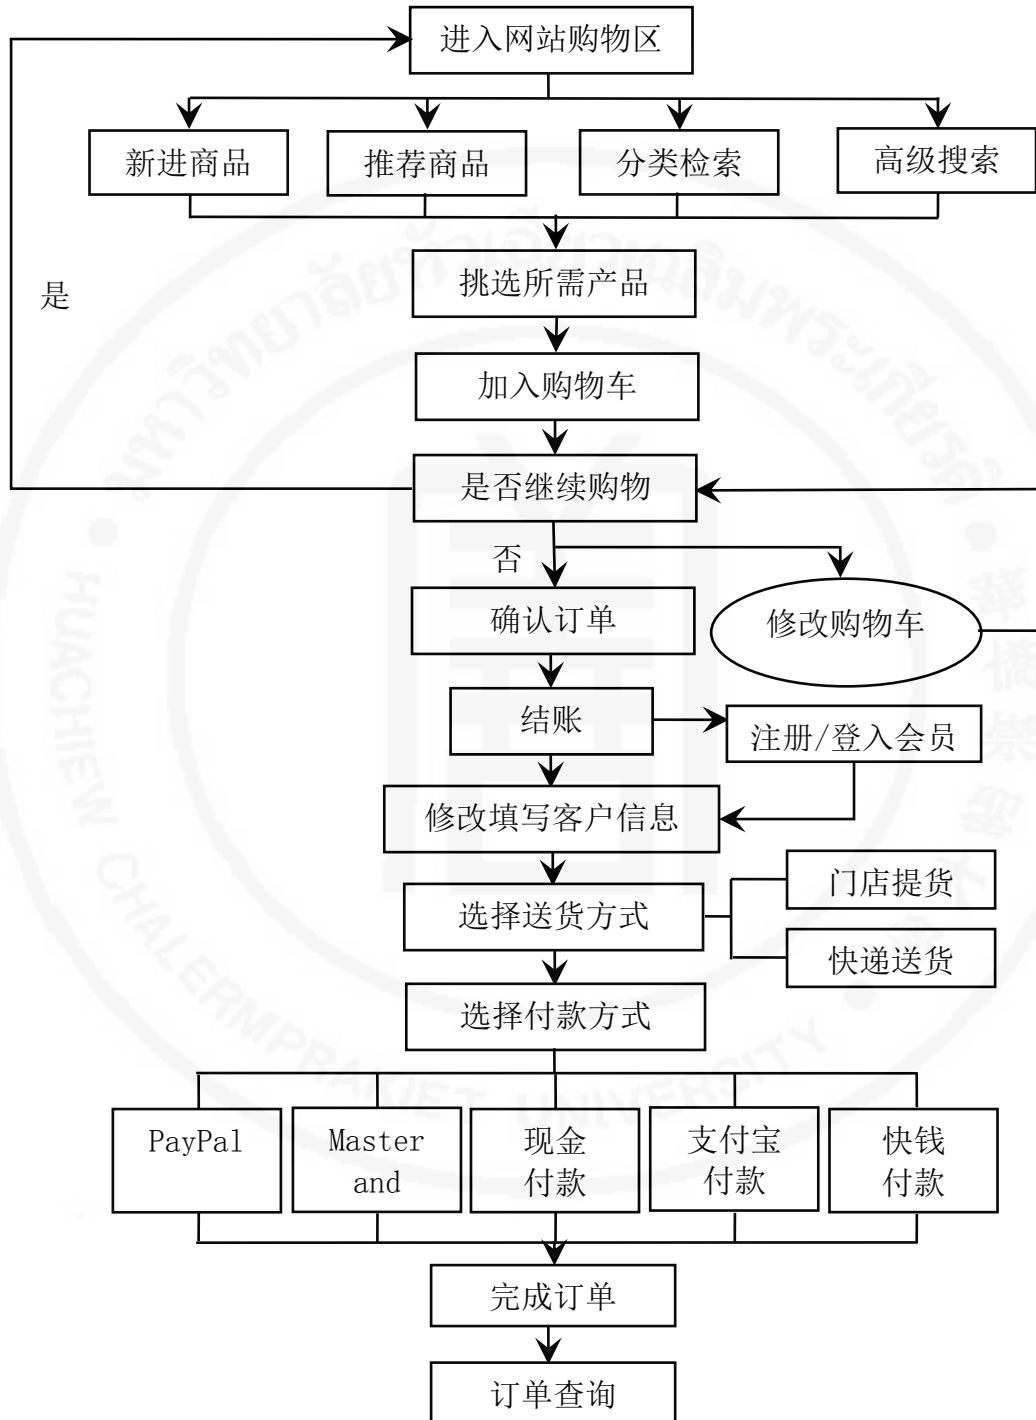 进入网站购物区
新进商品
推荐商品
分类检索
高级搜索
挑选所需产品
是
加入购物车
是否继续购物
否
确认订单
修改购物车
结账
注册/登入会员
修改填写客户信息
门店提货
选择送货方式
快递送货
选择付款方式
PayPal
Master
and
现金
付款
支付宝
付款
快钱
付款
完成订单
订单查询
HUACHIEW CHALERMPRAKIET UNIVERSITY